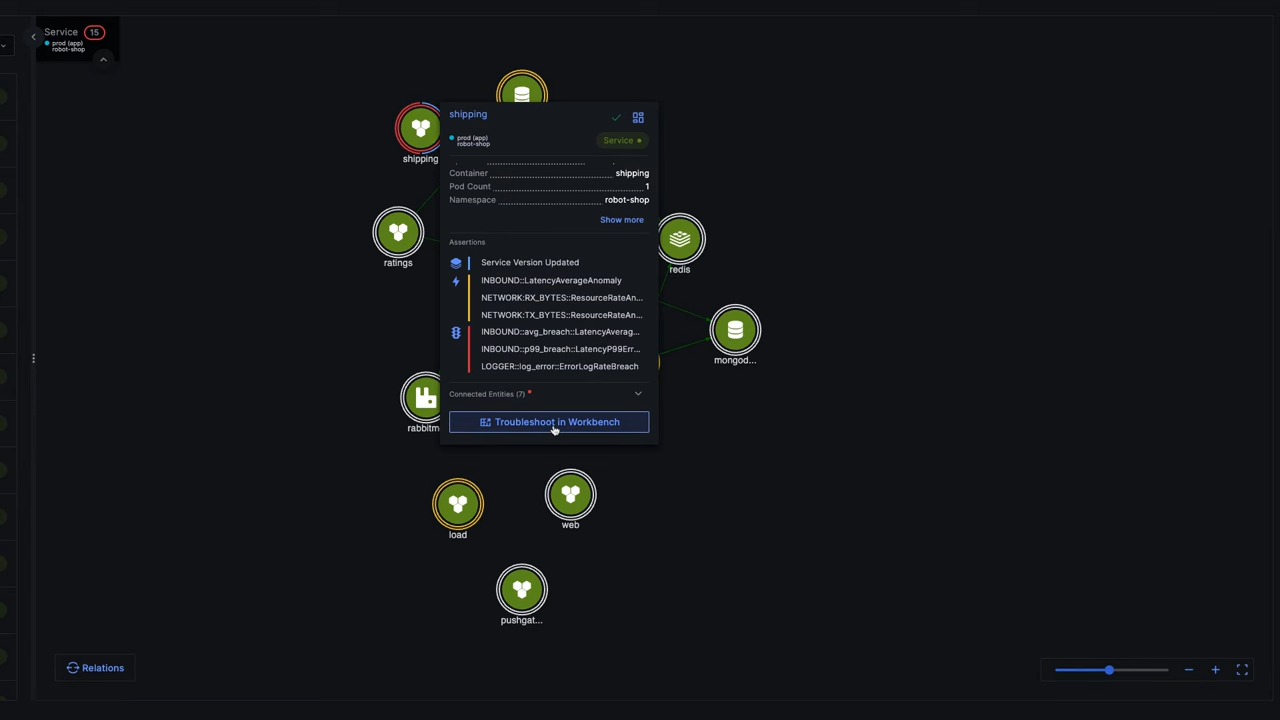 Service 15
prod (app)
robot-shop
shipping
ratings
rabbitm
load
web
pushgat...
redis
mongod...
shipping
prod (app)
robot-shop
Service
Container shipping
Pod Count 1
Namespace robot-shop
Show more
Assertions
Service Version Updated
INBOUND::LatencyAverageAnomaly
NETWORK:RX_BYTES::ResourceRateAn...
NETWORK:TX_BYTES::ResourceRateAn...
INBOUND::avg_breach::LatencyAverag...
INBOUND::p99_breach::LatencyP99Err...
LOGGER::log_error::ErrorLogRateBreach
Connected Entities (7)
Troubleshoot in Workbench
Relations